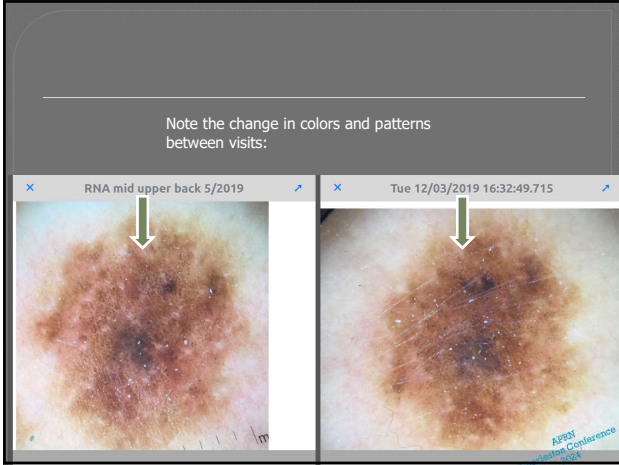 Note the change in colors and patterns
between visits:
× RNA mid upper back 5/2019 ↗
× Tue 12/03/2019 16:32:49.715 ↗
APRN
Conference
2024